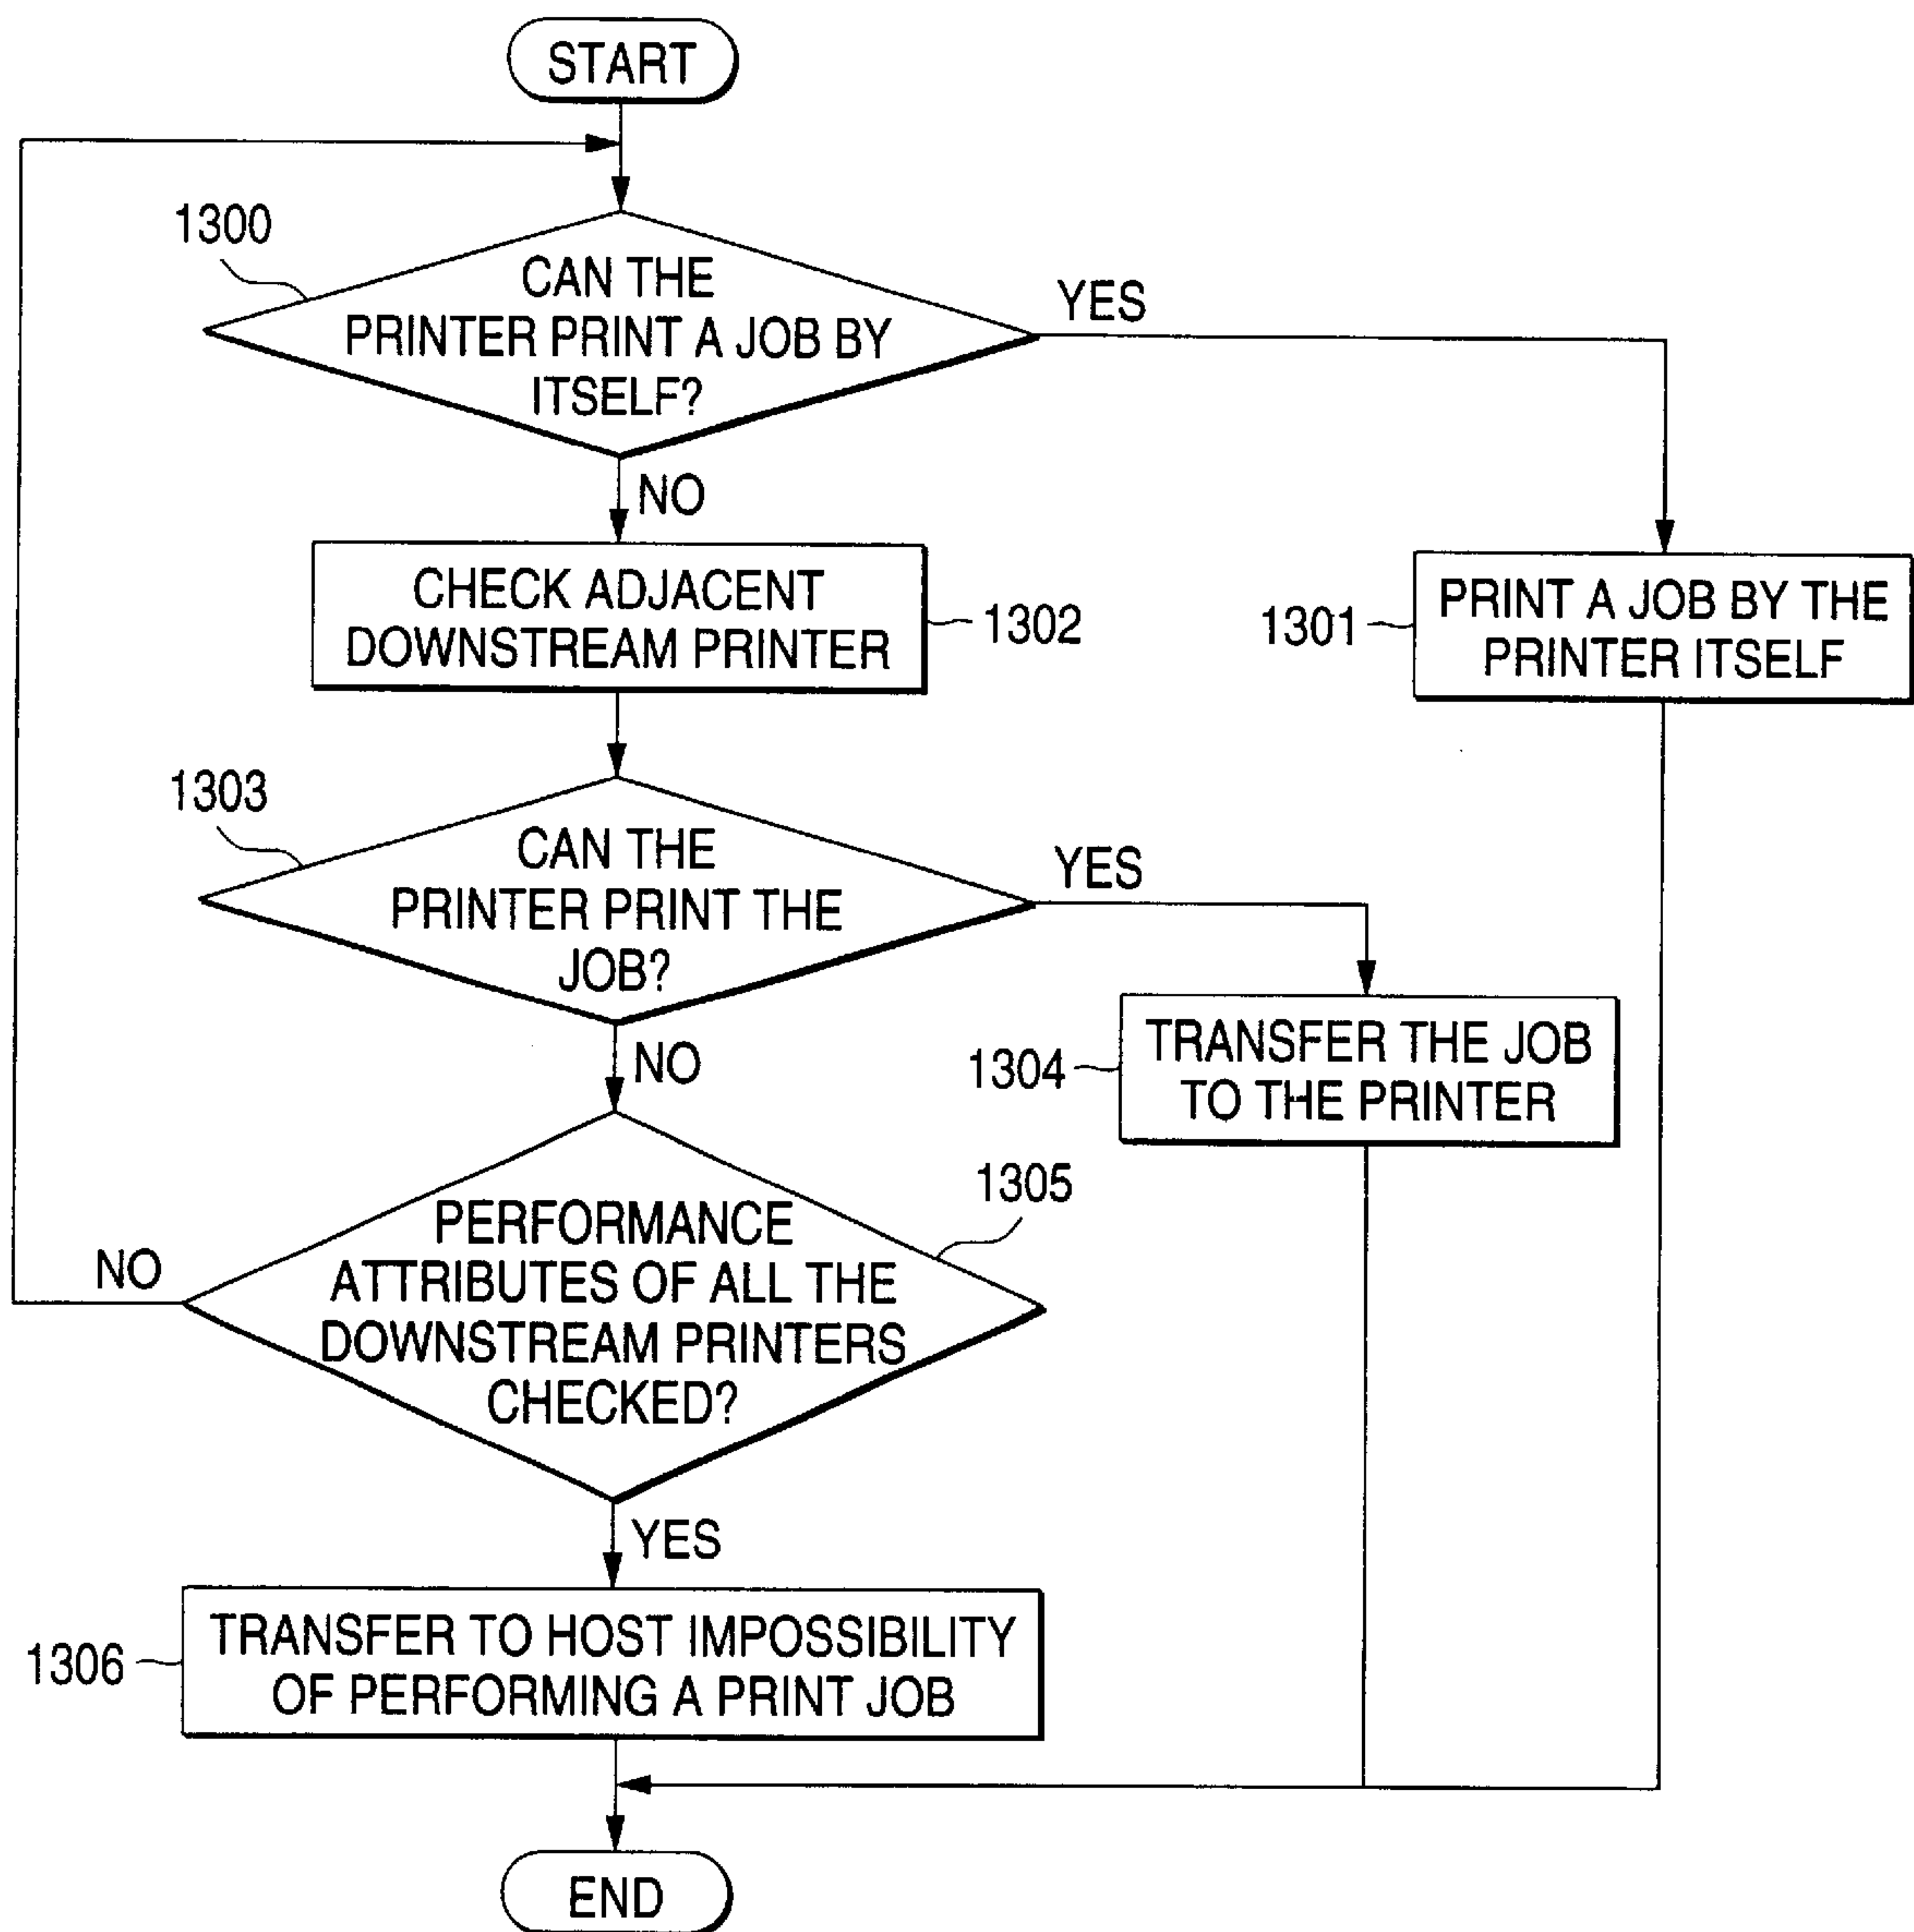 START
1300
CAN THE
PRINTER PRINT A JOB BY
ITSELF?
YES
NO
CHECK ADJACENT
DOWNSTREAM PRINTER
1302
1301
PRINT A JOB BY THE
PRINTER ITSELF
1303
CAN THE
PRINTER PRINT THE
JOB?
YES
NO
1304
TRANSFER THE JOB
TO THE PRINTER
1305
PERFORMANCE
ATTRIBUTES OF ALL THE
DOWNSTREAM PRINTERS
CHECKED?
NO
YES
1306
TRANSFER TO HOST IMPOSSIBILITY
OF PERFORMING A PRINT JOB
END